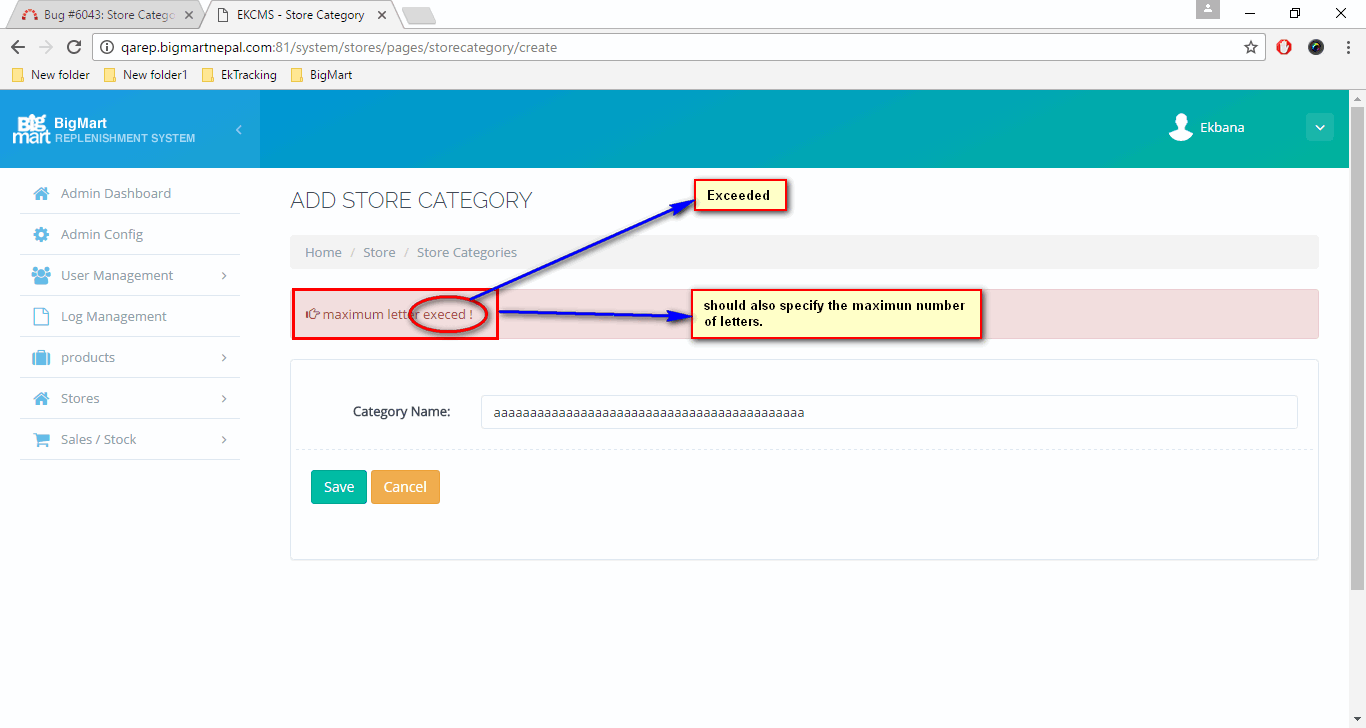 Bug #6043: Store Catego
EKCMS - Store Category
qarep.bigmartnepal.com:81/system/stores/pages/storecategory/create
New folder
New folder1
EkTracking
BigMart
Big mart
BigMart
REPLENISHMENT SYSTEM
Ekbana
Admin Dashboard
Admin Config
User Management
Log Management
products
Stores
Sales / Stock
ADD STORE CATEGORY
Exceeded
Home / Store / Store Categories
maximum letter execed !
should also specify the maximun number
of letters.
Category Name: aaaaaaaaaaaaaaaaaaaaaaaaaaaaaaaaaaaaaaaaaaa
Save Cancel